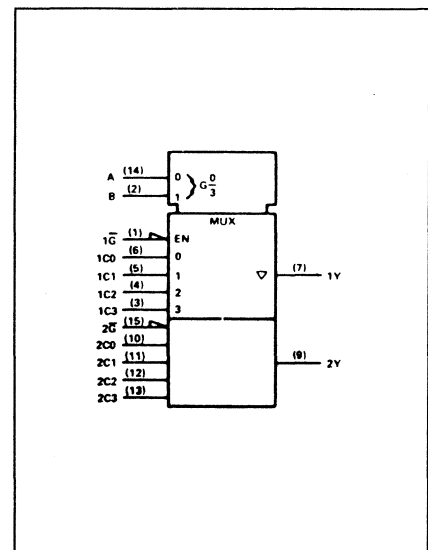 A (14) 0 } G 0/3
B (2) 1
MUX
1G̅ (1) EN
1C0 (6) 0
1C1 (5) 1 ▽ (7) 1Y
1C2 (4) 2
1C3 (3) 3
2G̅ (15)
2C0 (10)
2C1 (11) (9) 2Y
2C2 (12)
2C3 (13)